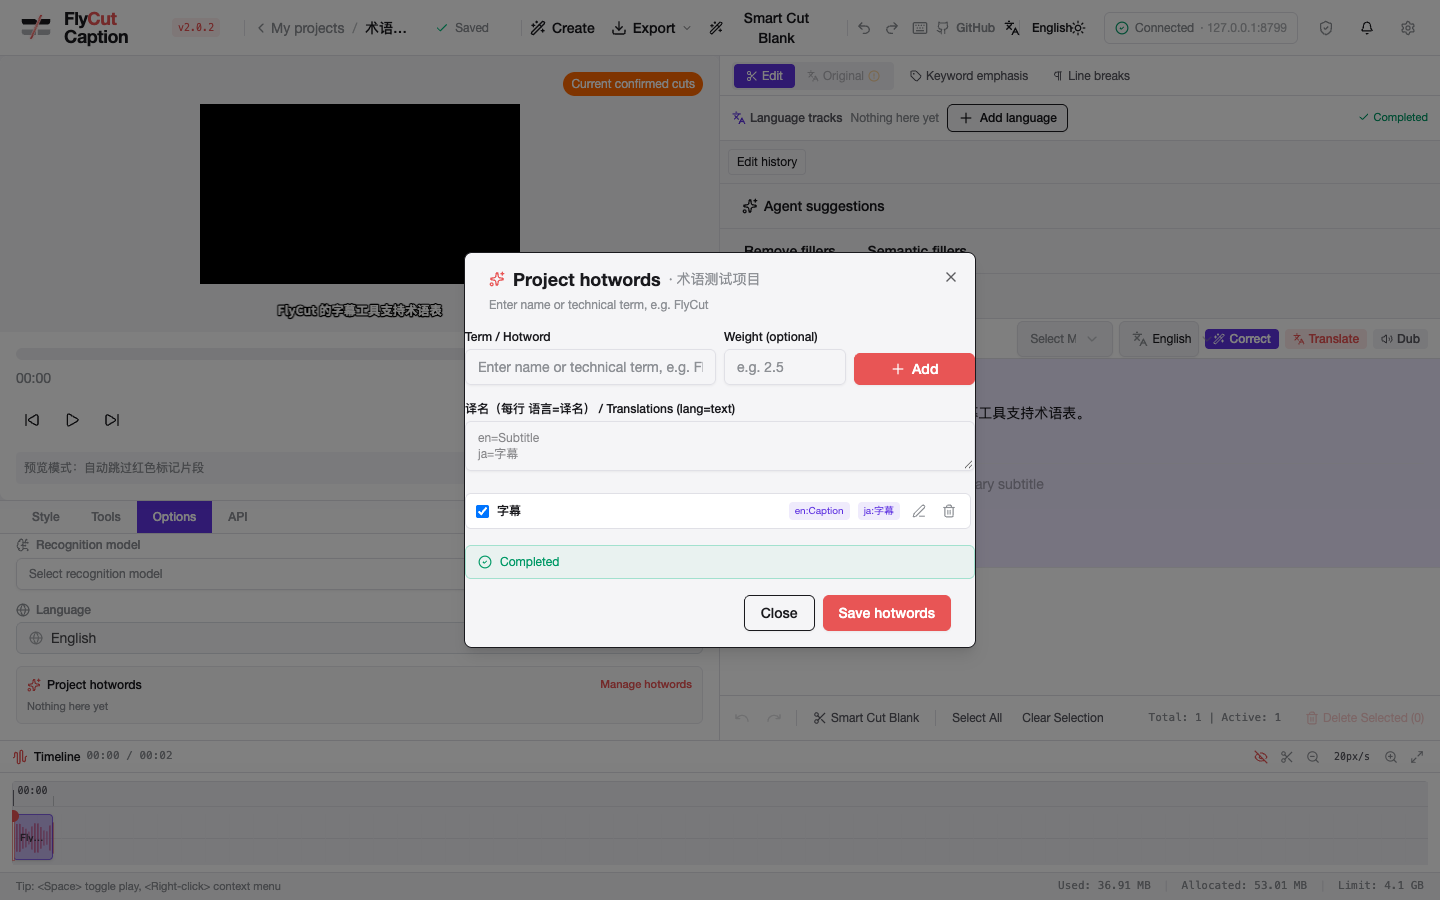 FlyCut
Caption
v2.0.2
My projects / 术语...
Saved
Create
Export
Smart Cut
Blank
GitHub
English
Connected · 127.0.0.1:8799
Current confirmed cuts
FlyCut 的字幕工具支持术语表
00:00
预览模式：自动跳过红色标记片段
Style
Tools
Options
API
Recognition model
Select recognition model
Language
English
Project hotwords
Manage hotwords
Nothing here yet
Edit
Original
Keyword emphasis
Line breaks
Language tracks
Nothing here yet
Add language
Completed
Edit history
Agent suggestions
Remove fillers
Semantic fillers
Select M
English
Correct
Translate
Dub
工具支持术语表。
ary subtitle
Project hotwords · 术语测试项目
Enter name or technical term, e.g. FlyCut
Term / Hotword
Weight (optional)
Enter name or technical term, e.g. Fl
e.g. 2.5
Add
译名（每行 语言=译名） / Translations (lang=text)
en=Subtitle
ja=字幕
字幕
en:Caption
ja:字幕
Completed
Close
Save hotwords
Smart Cut Blank
Select All
Clear Selection
Total: 1 | Active: 1
Delete Selected (0)
Timeline
00:00 / 00:02
20px/s
00:00
Fly...
Tip: <Space> toggle play, <Right-click> context menu
Used: 36.91 MB
Allocated: 53.01 MB
Limit: 4.1 GB